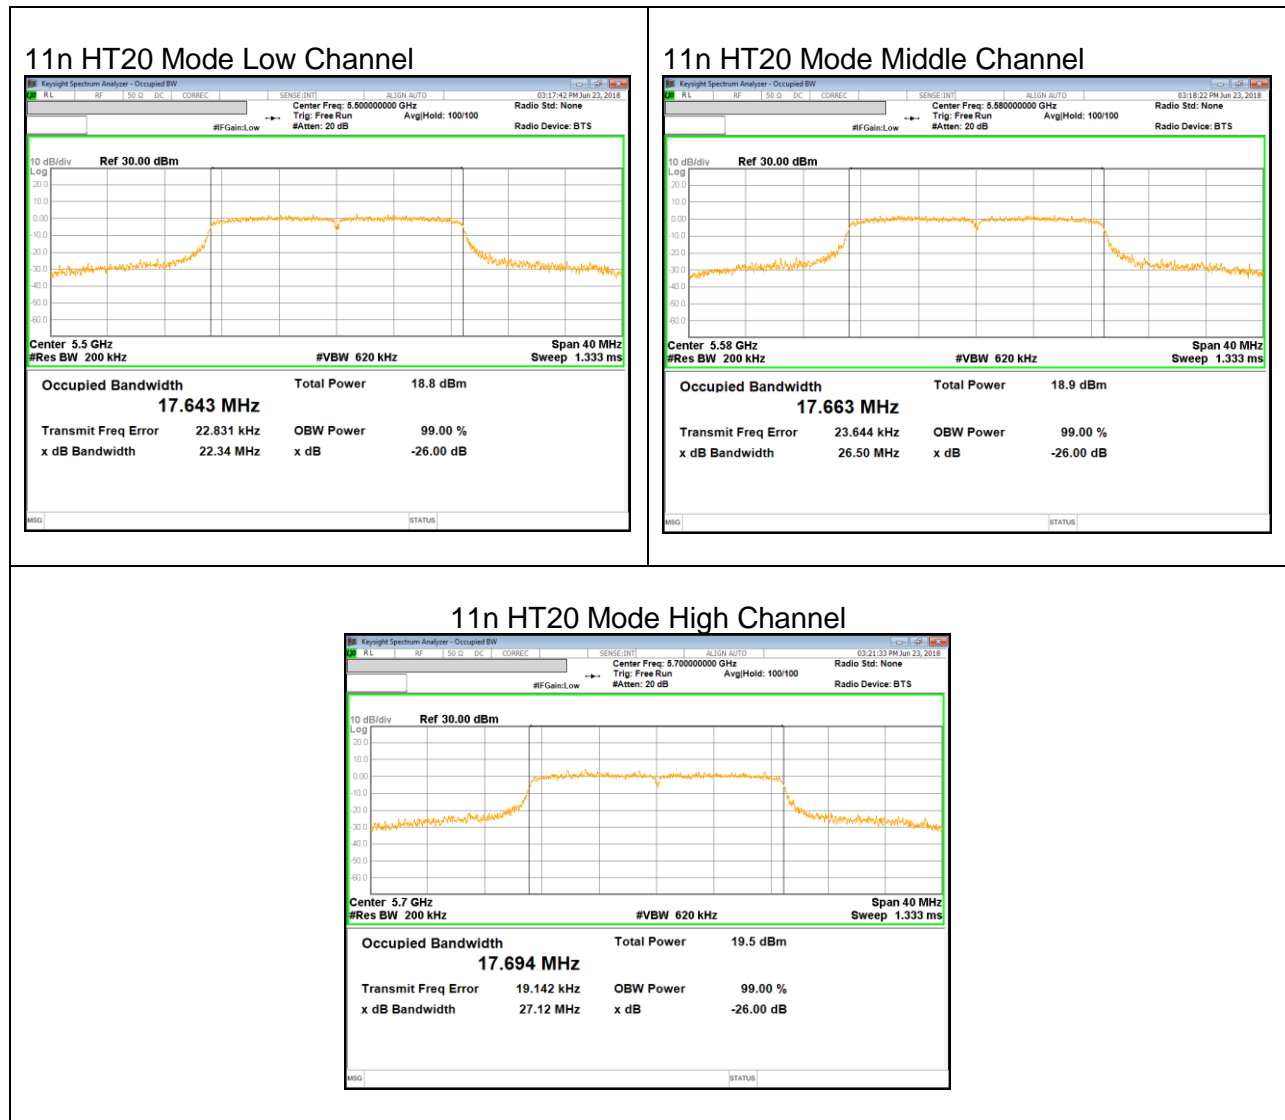 11n HT20 Mode Low Channel
Keysight Spectrum Analyzer - Occupied BW
RL RF 50 Ω DC CORREC SENSE:INT ALIGN AUTO 03:17:42 PM Jun 23, 2018
Center Freq: 5.500000000 GHz Radio Std: None
Trig: Free Run Avg|Hold: 100/100
#IFGain:Low #Atten: 20 dB Radio Device: BTS
10 dB/div Ref 30.00 dBm
Log
20.0
10.0
0.00
-10.0
-20.0
-30.0
-40.0
-50.0
-60.0
Center 5.5 GHz Span 40 MHz
#Res BW 200 kHz #VBW 620 kHz Sweep 1.333 ms
Occupied Bandwidth Total Power 18.8 dBm
17.643 MHz
Transmit Freq Error 22.831 kHz OBW Power 99.00 %
x dB Bandwidth 22.34 MHz x dB -26.00 dB
MSG STATUS
11n HT20 Mode Middle Channel
Keysight Spectrum Analyzer - Occupied BW
RL RF 50 Ω DC CORREC SENSE:INT ALIGN AUTO 03:18:22 PM Jun 23, 2018
Center Freq: 5.580000000 GHz Radio Std: None
Trig: Free Run Avg|Hold: 100/100
#IFGain:Low #Atten: 20 dB Radio Device: BTS
10 dB/div Ref 30.00 dBm
Log
20.0
10.0
0.00
-10.0
-20.0
-30.0
-40.0
-50.0
-60.0
Center 5.58 GHz Span 40 MHz
#Res BW 200 kHz #VBW 620 kHz Sweep 1.333 ms
Occupied Bandwidth Total Power 18.9 dBm
17.663 MHz
Transmit Freq Error 23.644 kHz OBW Power 99.00 %
x dB Bandwidth 26.50 MHz x dB -26.00 dB
MSG STATUS
11n HT20 Mode High Channel
Keysight Spectrum Analyzer - Occupied BW
RL RF 50 Ω DC CORREC SENSE:INT ALIGN AUTO 03:21:33 PM Jun 23, 2018
Center Freq: 5.700000000 GHz Radio Std: None
Trig: Free Run Avg|Hold: 100/100
#IFGain:Low #Atten: 20 dB Radio Device: BTS
10 dB/div Ref 30.00 dBm
Log
20.0
10.0
0.00
-10.0
-20.0
-30.0
-40.0
-50.0
-60.0
Center 5.7 GHz Span 40 MHz
#Res BW 200 kHz #VBW 620 kHz Sweep 1.333 ms
Occupied Bandwidth Total Power 19.5 dBm
17.694 MHz
Transmit Freq Error 19.142 kHz OBW Power 99.00 %
x dB Bandwidth 27.12 MHz x dB -26.00 dB
MSG STATUS